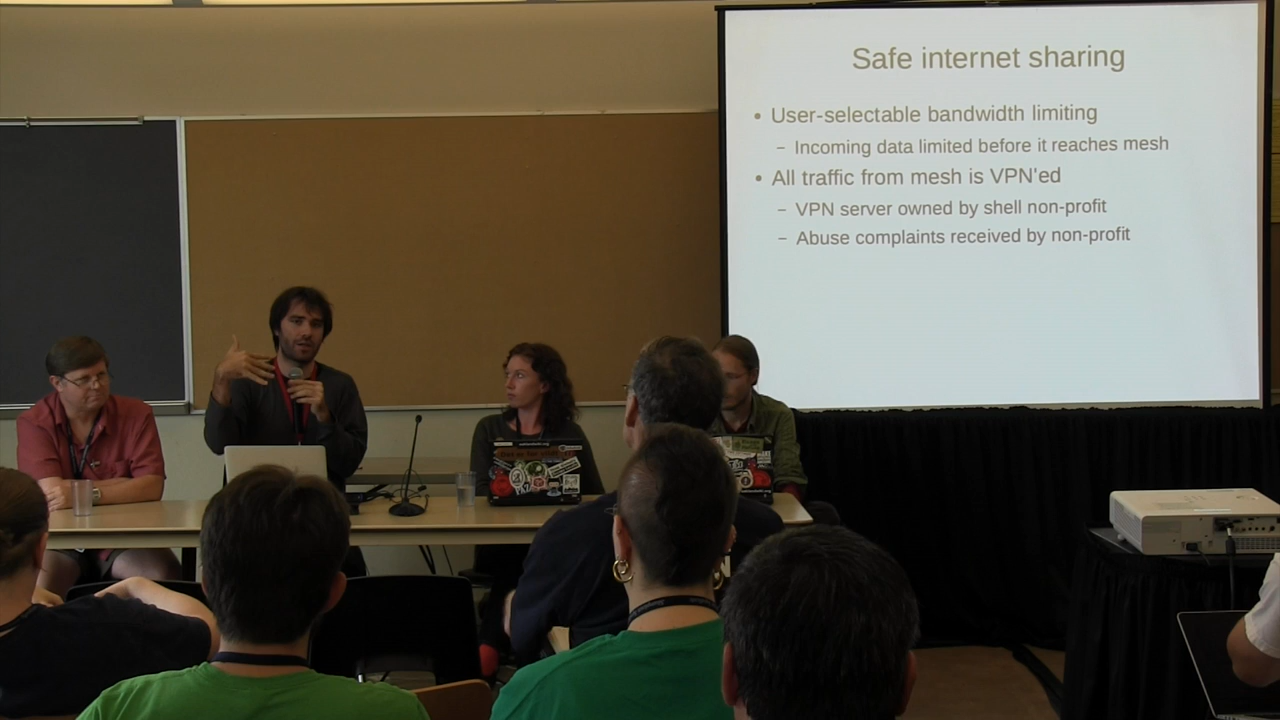 Safe internet sharing
• User-selectable bandwidth limiting
– Incoming data limited before it reaches mesh
• All traffic from mesh is VPN'ed
– VPN server owned by shell non-profit
– Abuse complaints received by non-profit